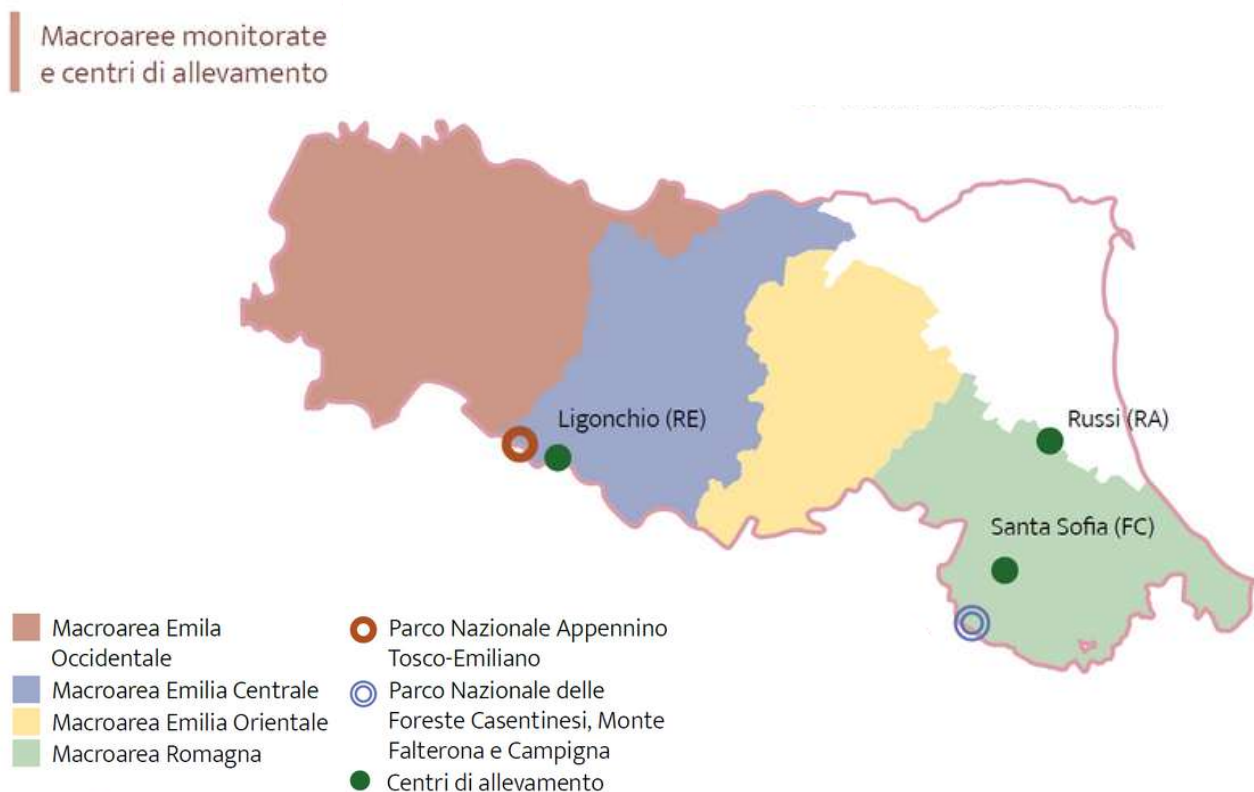 Macroaree monitorate
e centri di allevamento
Ligonchio (RE)
Russi (RA)
Santa Sofia (FC)
Macroarea Emila
Occidentale
Macroarea Emilia Centrale
Macroarea Emilia Orientale
Macroarea Romagna
Parco Nazionale Appennino
Tosco-Emiliano
Parco Nazionale delle
Foreste Casentinesi, Monte
Falterona e Campigna
Centri di allevamento